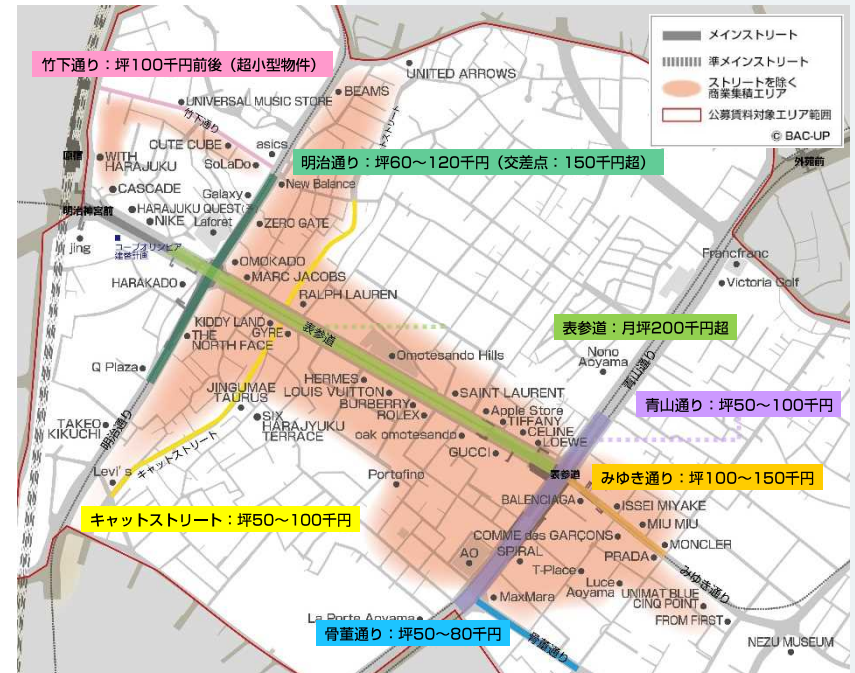 メインストリート
準メインストリート
ストリートを除く
商業集積エリア
公募賃料対象エリア範囲
© BAC-UP
竹下通り：坪100千円前後（超小型物件）
UNITED ARROWS
BEAMS
UNIVERSAL MUSIC STORE
竹下通り
CUTE CUBE
asics
SoLaDo
原宿
WITH
HARAJUKU
明治通り：坪60～120千円（交差点：150千円超）
外苑前
CASCADE
New Balance
Galaxy
明治神宮前
HARAJUKU QUEST
NIKE
Laforet
ZERO GATE
jing
コープオリンピア
建替計画
Francfranc
OMOKADO
MARC JACOBS
HARAKADO
Victoria Golf
RALPH LAUREN
KIDDY LAND
GYRE
THE
NORTH FACE
表参道
表参道：月坪200千円超
Omotesando Hills
Nono
Aoyama
青山通り
Q Plaza
HERMES
JINGUMAE
TAURUS
LOUIS VUITTON
SAINT LAURENT
BURBERRY
ROLEX
青山通り：坪50～100千円
Apple Store
TIFFANY
SIX
HARAJYUKU
TERRACE
TAKEO
KIKUCHI
明治通り
CELINE
oak omotesando
LOEWE
GUCCI
キャットストリート
Levi's
Portofino
表参道
みゆき通り：坪100～150千円
BALENCIAGA
ISSEI MIYAKE
キャットストリート：坪50～100千円
MIU MIU
COMME des GARÇONS
MONCLER
AO
SPIRAL
PRADA
T-Place
みゆき通り
Luce
Aoyama
UNIMAT BLUE
CINQ POINT
MaxMara
La Porte Aoyama
FROM FIRST
骨董通り：坪50～80千円
骨董通り
NEZU MUSEUM